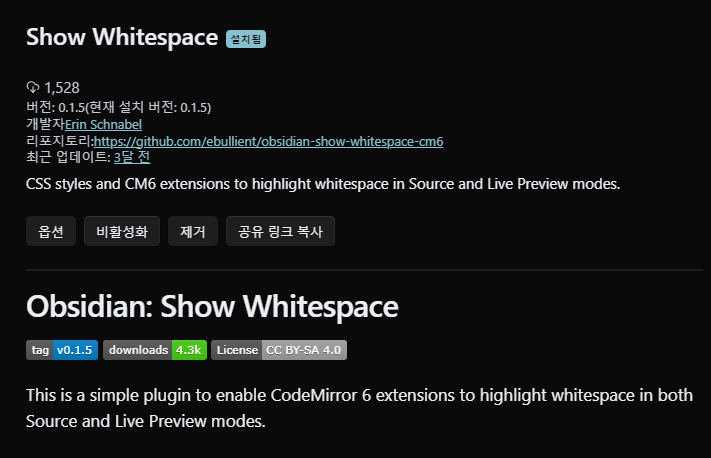 Show Whitespace 설치됨
1,528
버전: 0.1.5(현재 설치 버전: 0.1.5)
개발자Erin Schnabel
리포지토리:https://github.com/ebullient/obsidian-show-whitespace-cm6
최근 업데이트: 3달 전
CSS styles and CM6 extensions to highlight whitespace in Source and Live Preview modes.
옵션 비활성화 제거 공유 링크 복사
Obsidian: Show Whitespace
tag v0.1.5 downloads 4.3k License CC BY-SA 4.0
This is a simple plugin to enable CodeMirror 6 extensions to highlight whitespace in both
Source and Live Preview modes.